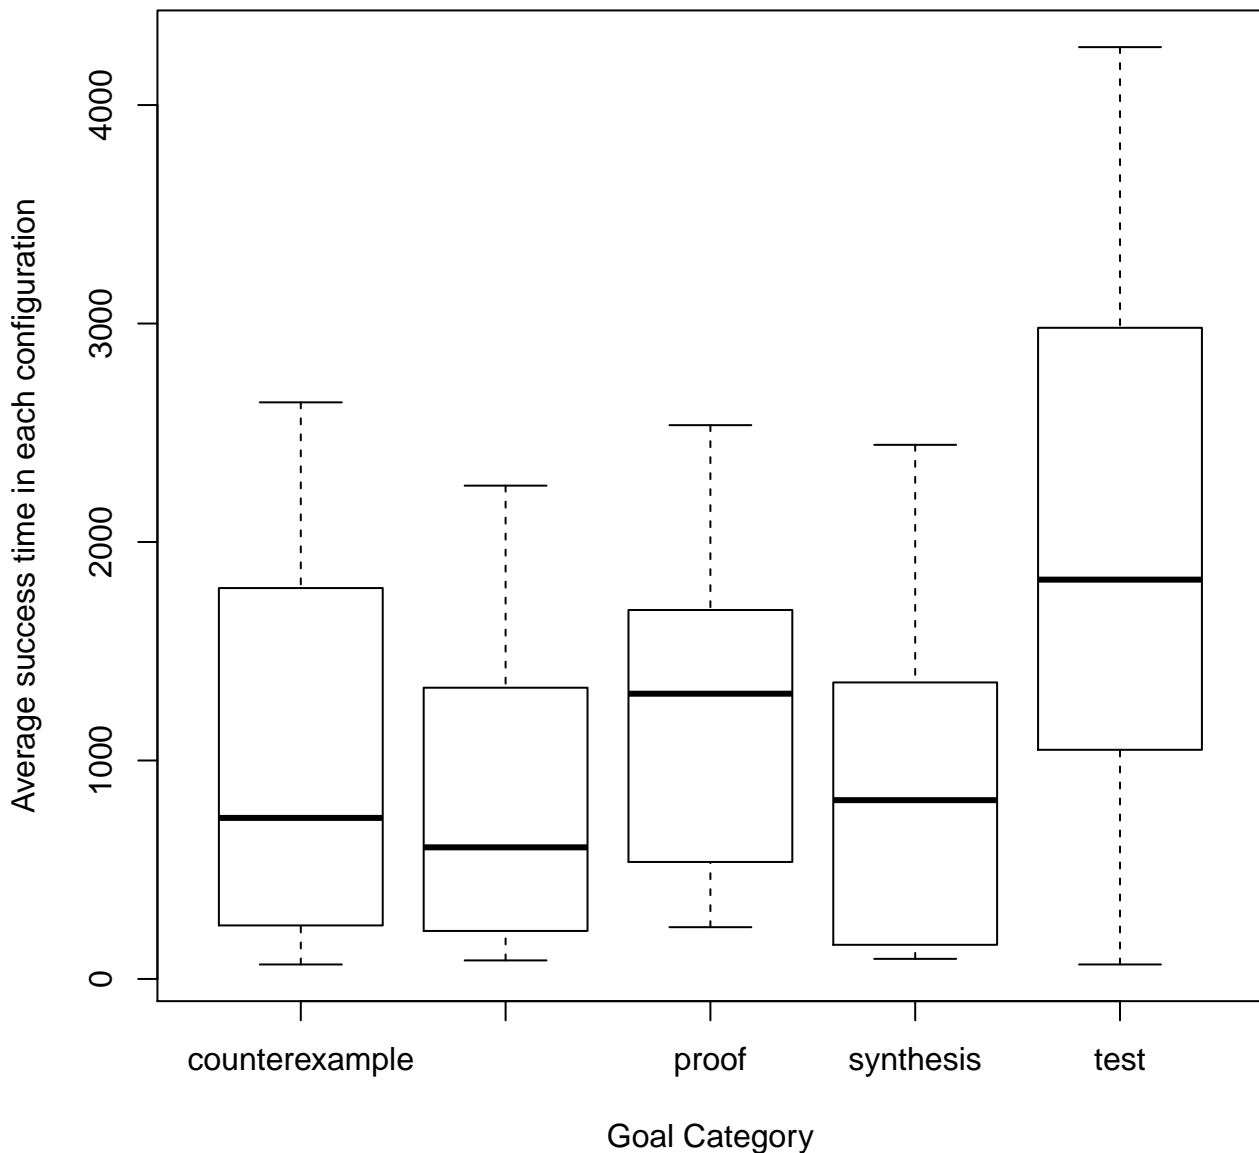 Average success time in each configuration
4000
3000
2000
1000
0
counterexample
proof
synthesis
test
Goal Category